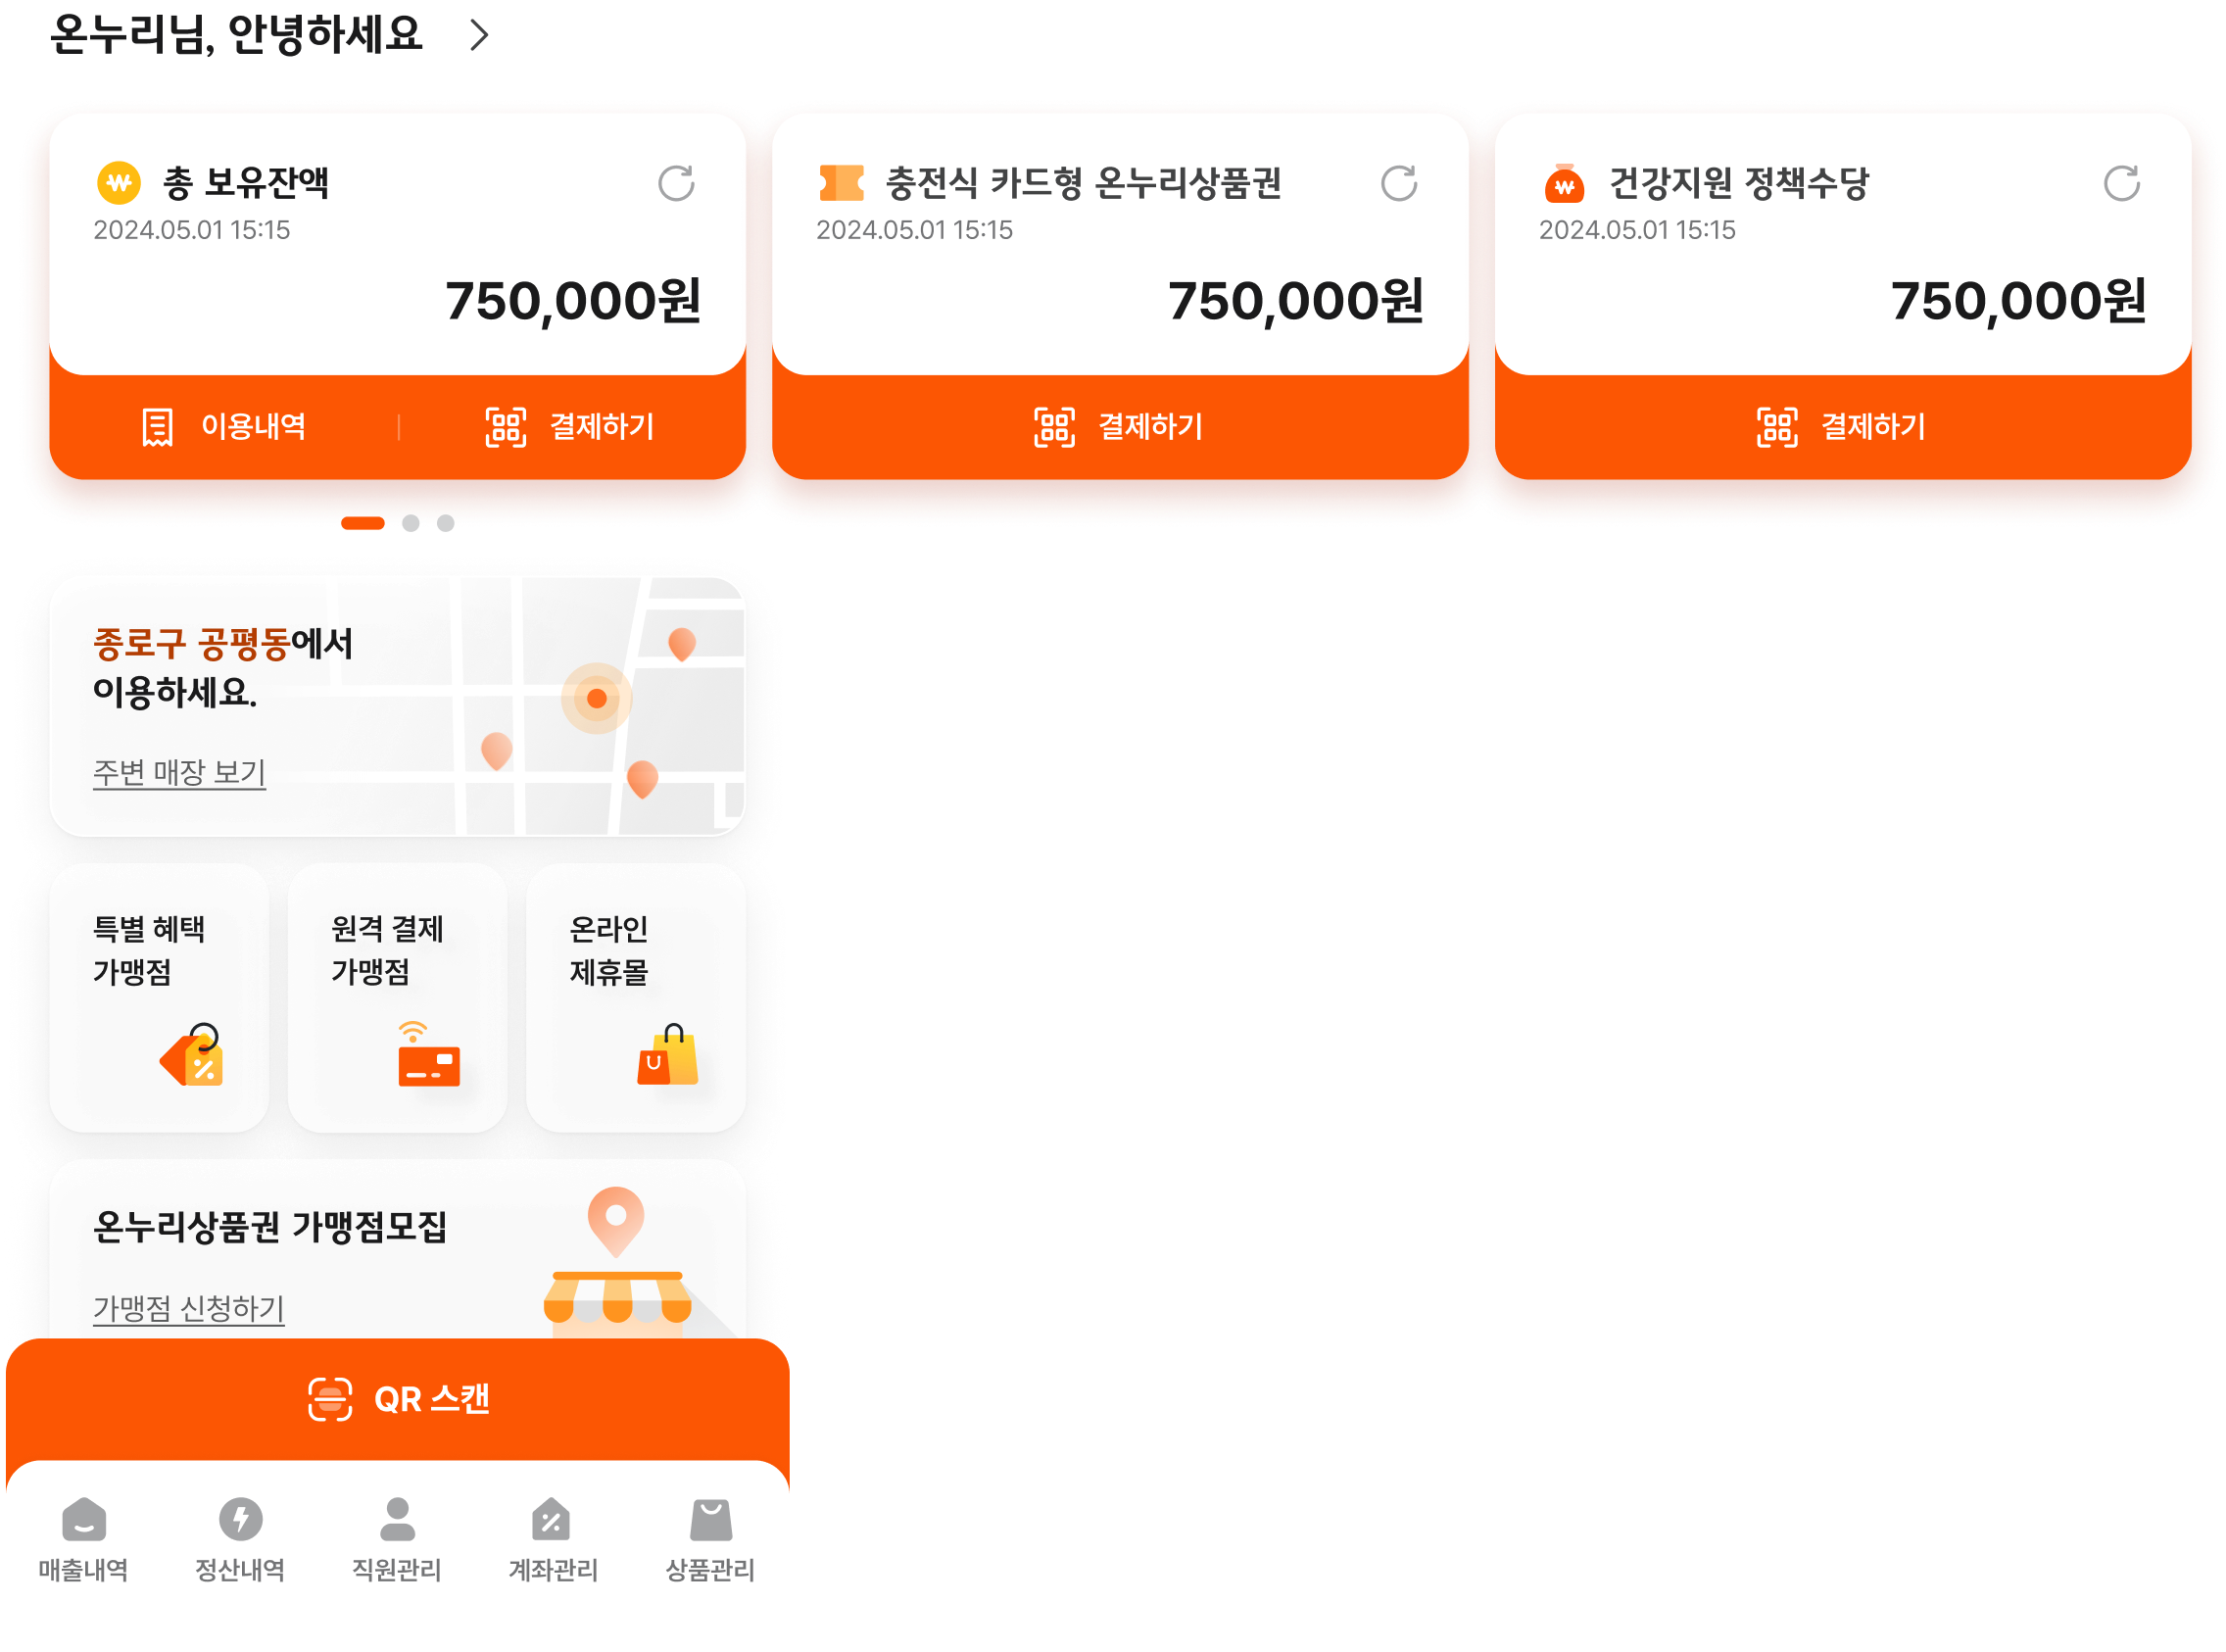 온누리님, 안녕하세요
총 보유잔액
2024.05.01 15:15
750,000원
이용내역
결제하기
충전식 카드형 온누리상품권
2024.05.01 15:15
750,000원
결제하기
건강지원 정책수당
2024.05.01 15:15
750,000원
결제하기
종로구 공평동에서
이용하세요.
주변 매장 보기
특별 혜택
가맹점
원격 결제
가맹점
온라인
제휴몰
온누리상품권 가맹점모집
가맹점 신청하기
QR 스캔
매출내역
정산내역
직원관리
계좌관리
상품관리